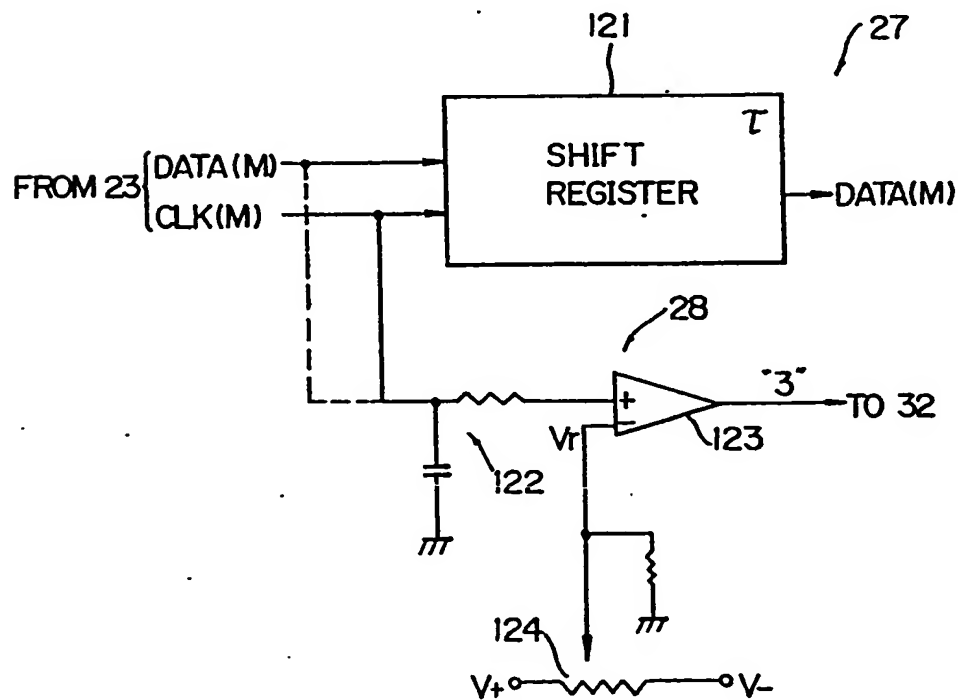 121
27
τ
FROM 23
DATA(M)
CLK(M)
SHIFT
REGISTER
DATA(M)
28
"3"
TO 32
+
−
Vr
123
122
124
V+
V-